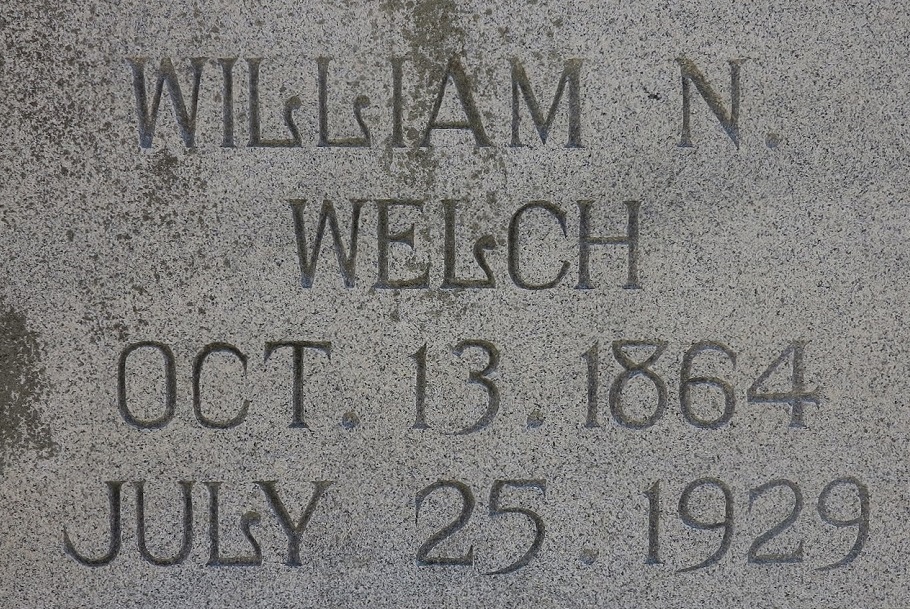 WILLIAM N.
WELCH
OCT. 13. 1864
JULY 25. 1929